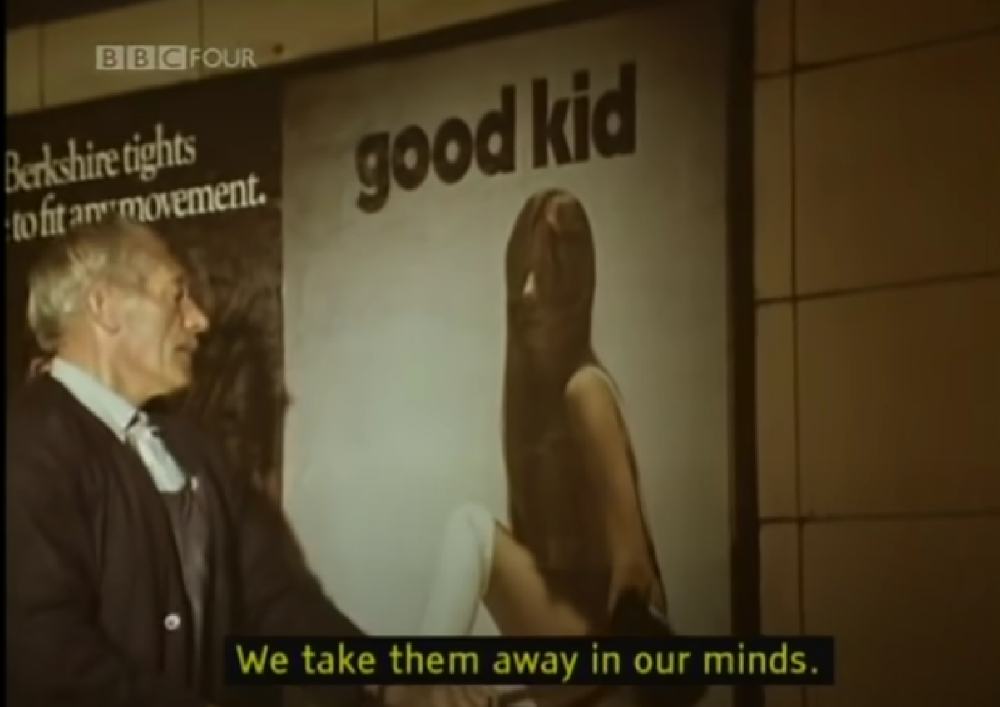 BBC FOUR
Berkshire tights
to fit any movement.
good kid
We take them away in our minds.